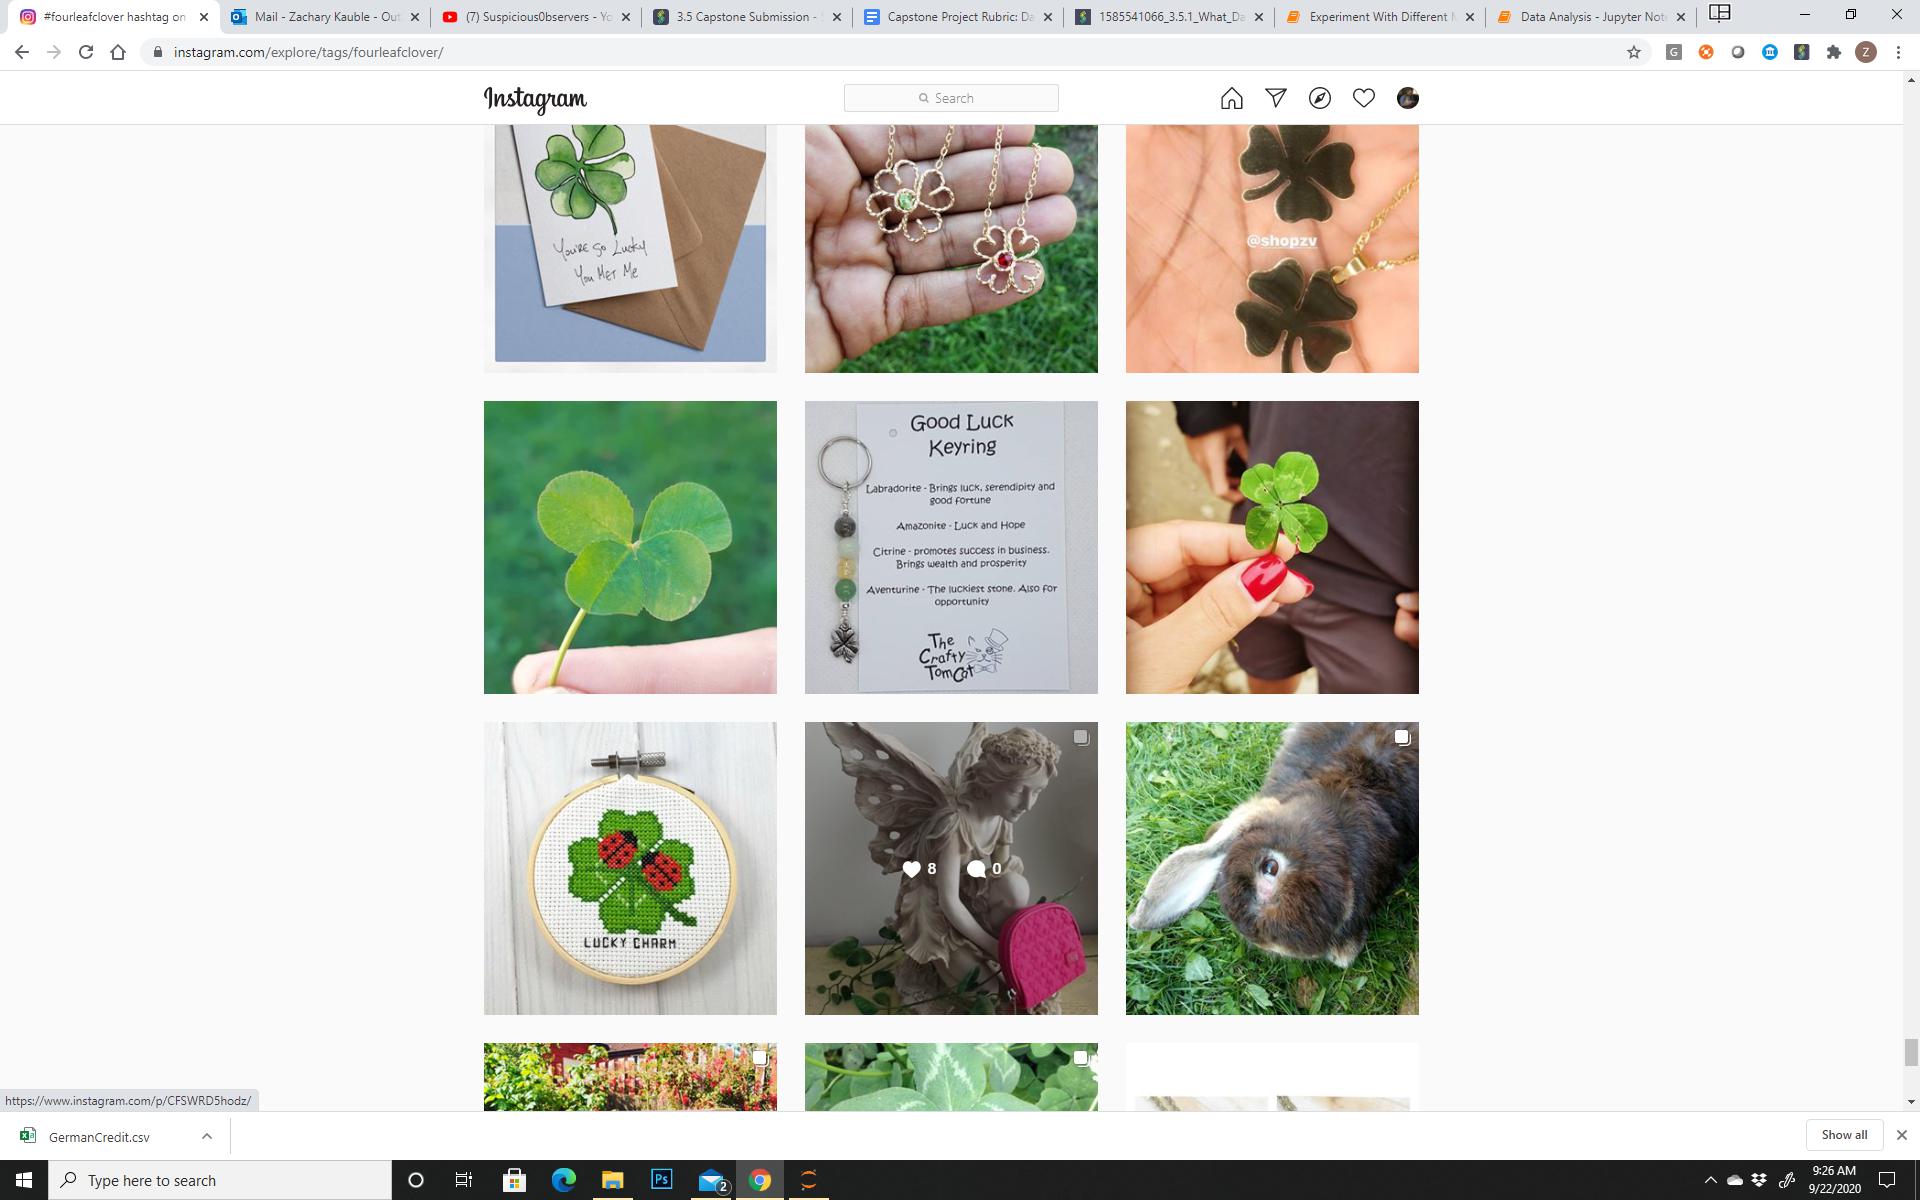 #fourleafclover hashtag on
Mail - Zachary Kauble - Out
(7) Suspicious0bservers - Yo
3.5 Capstone Submission -
Capstone Project Rubric: Da
1585541066_3.5.1_What_Da
Experiment With Different
Data Analysis - Jupyter Note
instagram.com/explore/tags/fourleafclover/
G
Z
Instagram
Search
You're so Lucky
You Met Me
@shopzv
Good Luck
Keyring
Labradorite - Brings luck, serendipity and
good fortune
Amazonite - Luck and Hope
Citrine - promotes success in business.
Brings wealth and prosperity
Aventurine - The luckiest stone. Also for
opportunity
The
Crafty
TomCat
LUCKY CHARM
8
0
https://www.instagram.com/p/CFSWRD5hodz/
GermanCredit.csv
Show all
Type here to search
Ps
2
9:26 AM
9/22/2020